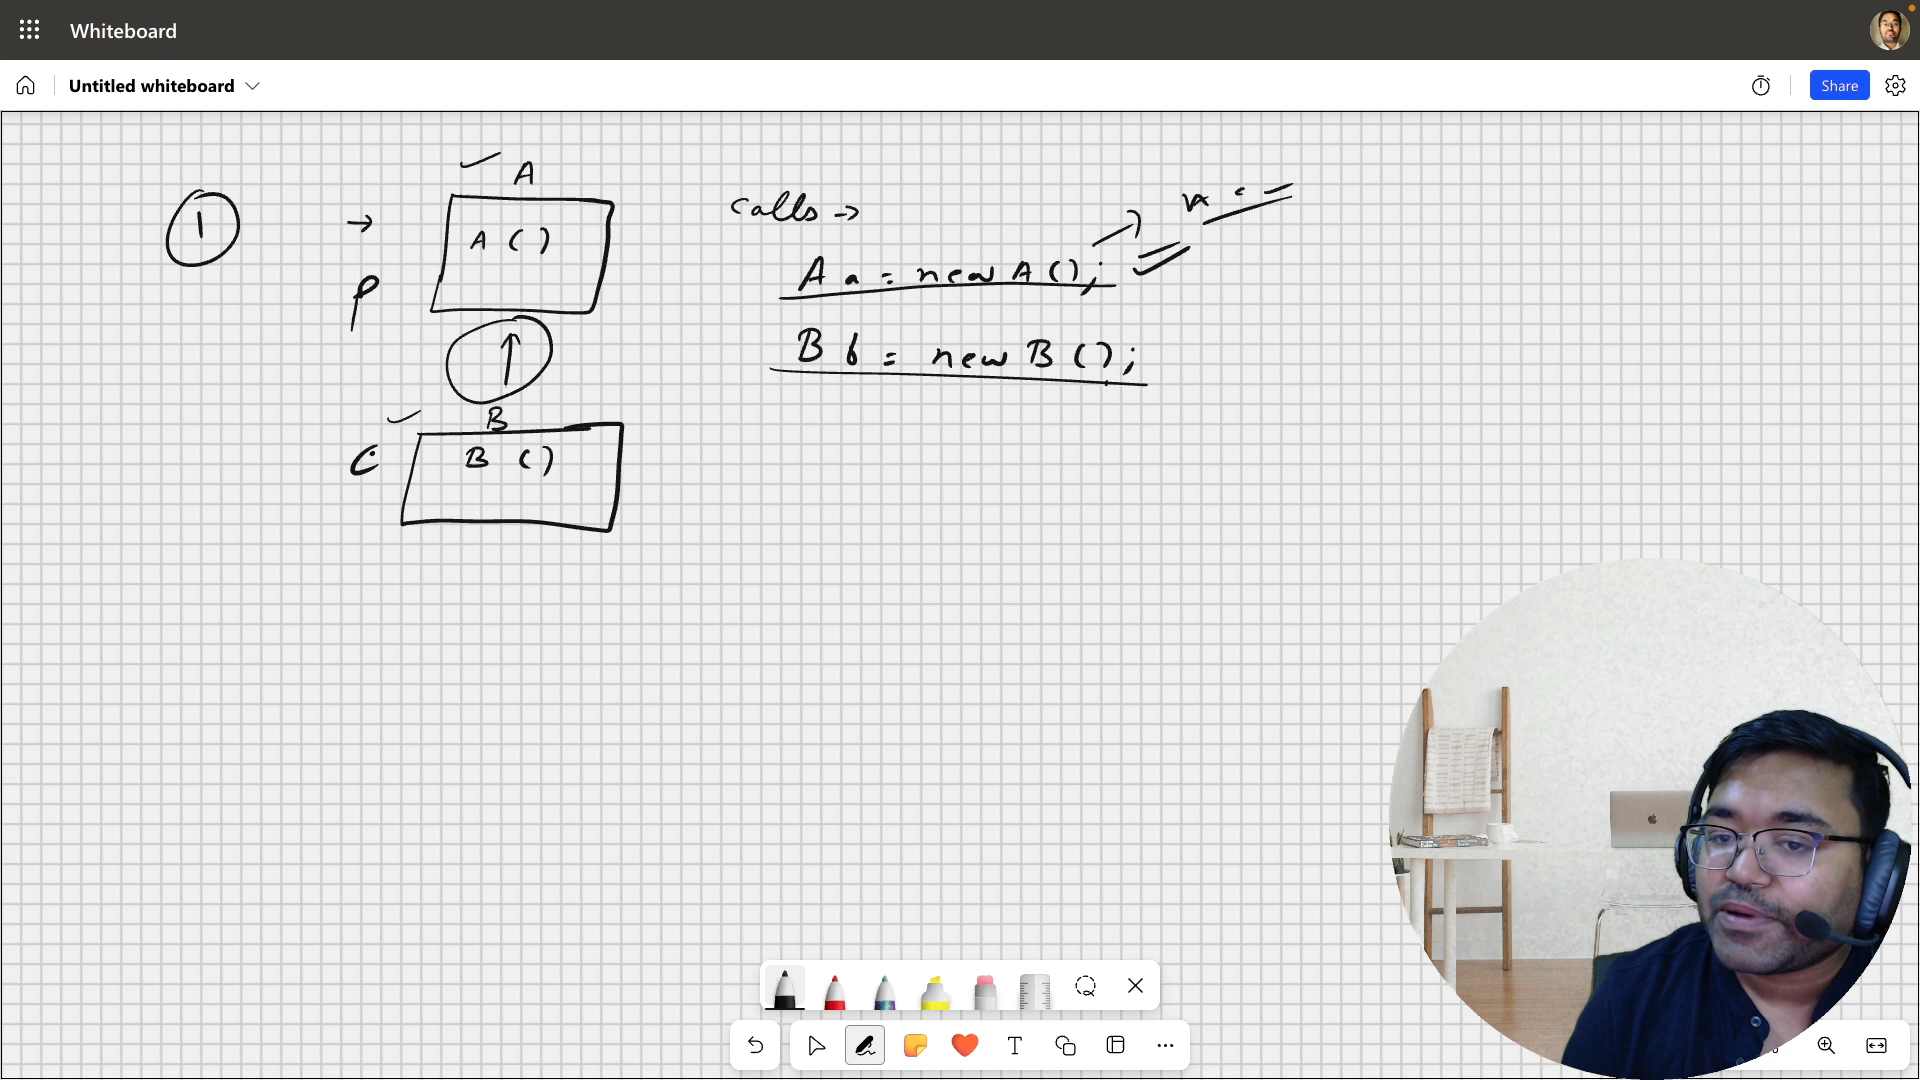 Whiteboard
Untitled whiteboard
Share
1
→
A
A ( )
P
↑
B
C
B ( )
calls →
A a = new A ( ) ;
B b = new B ( ) ;
T